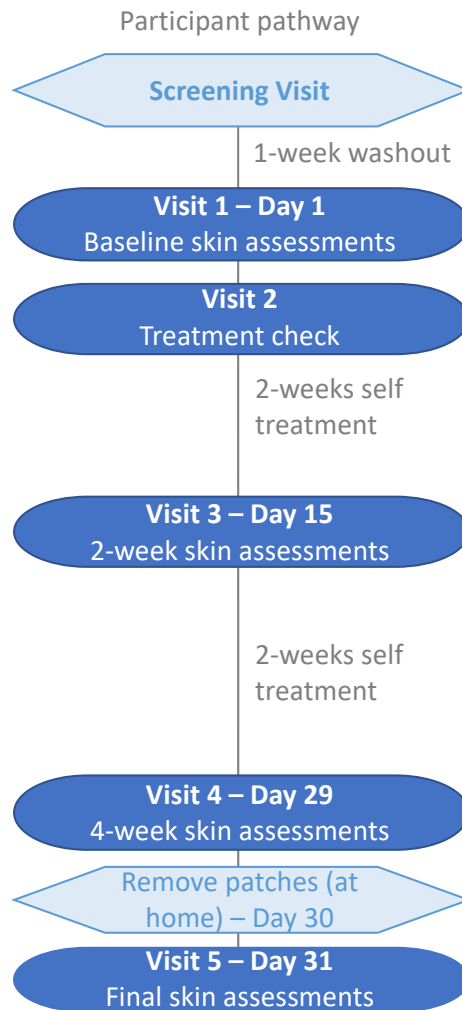 Participant pathway
Screening Visit
1-week washout
Visit 1 – Day 1
Baseline skin assessments
Visit 2
Treatment check
2-weeks self
treatment
Visit 3 – Day 15
2-week skin assessments
2-weeks self
treatment
Visit 4 – Day 29
4-week skin assessments
Remove patches (at
home) – Day 30
Visit 5 – Day 31
Final skin assessments